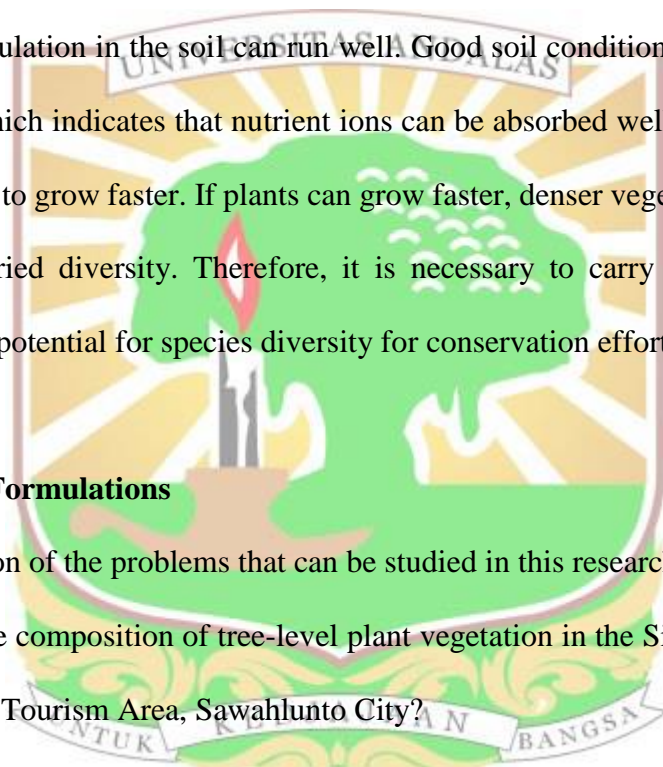 ulation in the soil can run well. Good soil condition
UNIVERSITAS ANDALAS
hich indicates that nutrient ions can be absorbed wel
to grow faster. If plants can grow faster, denser vege
ried diversity. Therefore, it is necessary to carry
potential for species diversity for conservation effort
Formulations
on of the problems that can be studied in this researc
e composition of tree-level plant vegetation in the Si
Tourism Area, Sawahlunto City?
UNTUK BANGSA